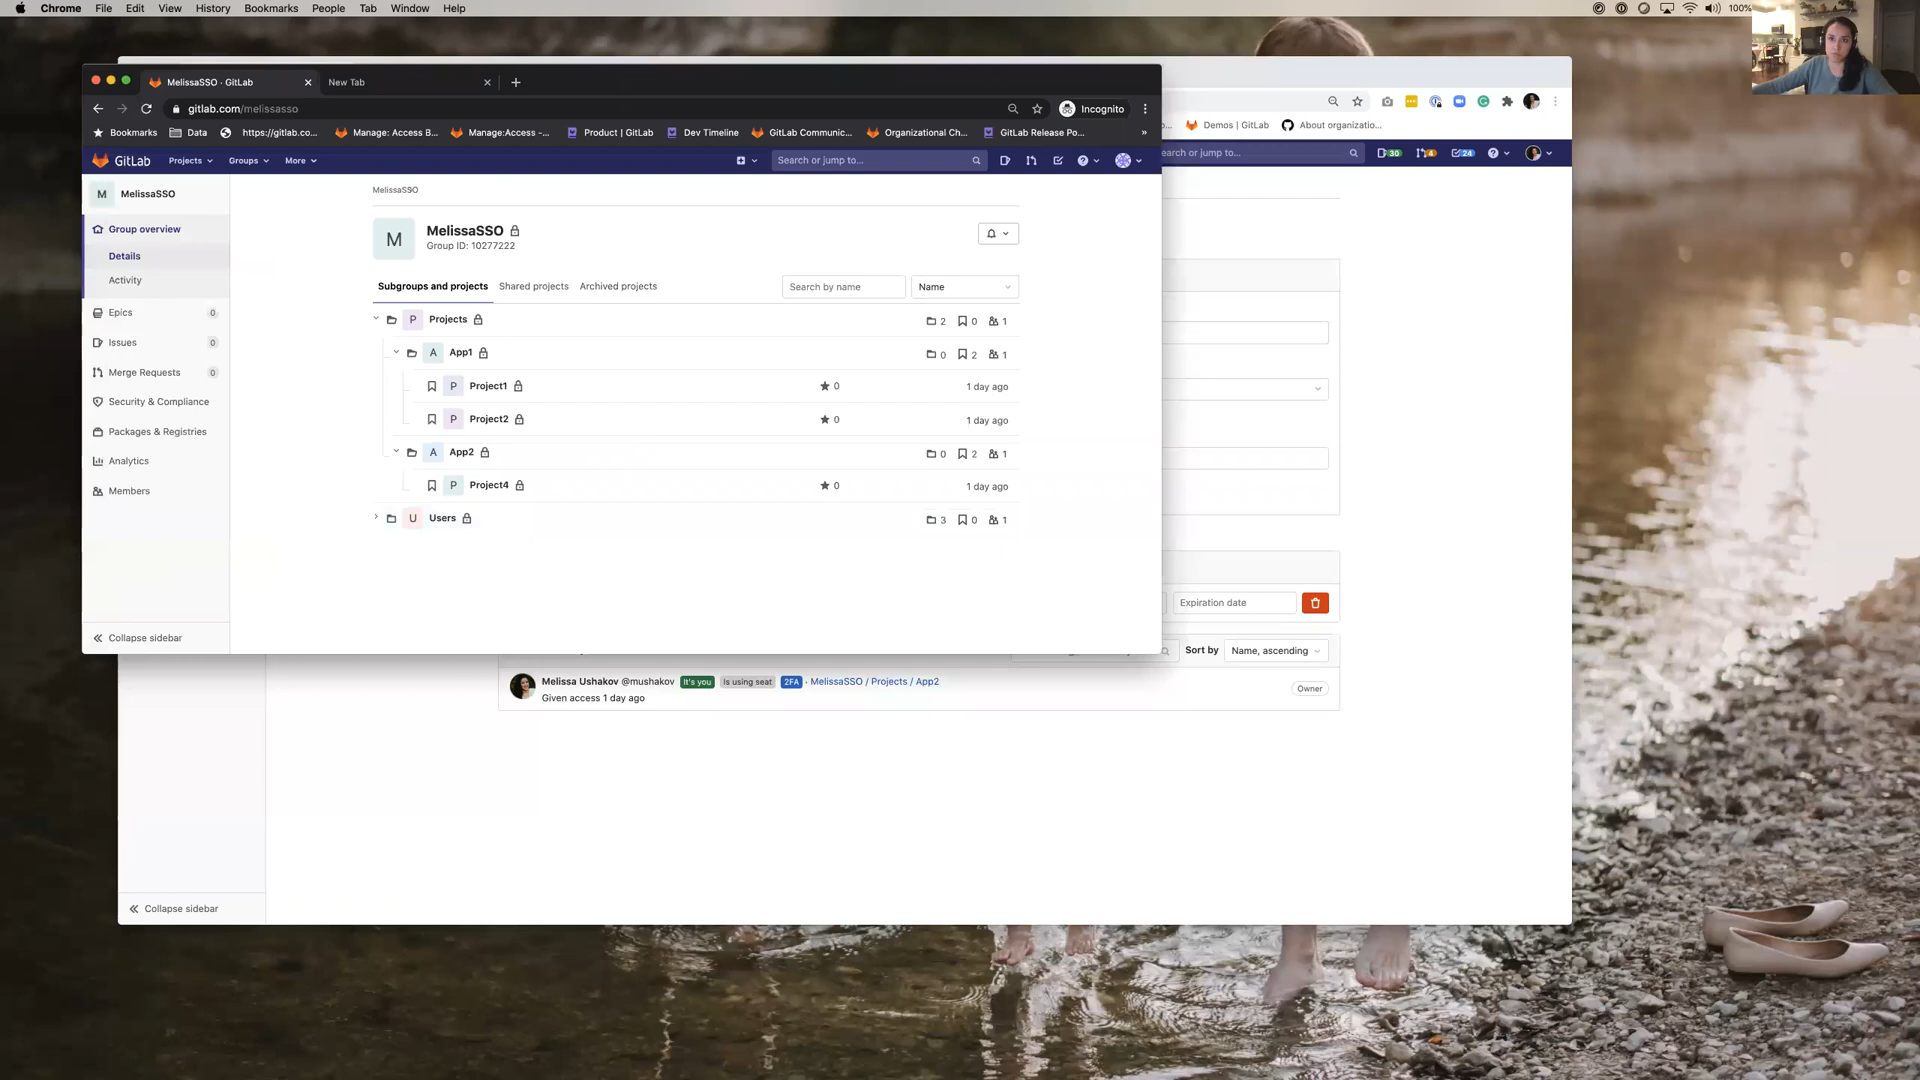 Chrome File Edit View History Bookmarks People Tab Window Help 100%
MelissaSSO · GitLab New Tab
gitlab.com/melissasso Incognito
Bookmarks Data https://gitlab.co... Manage: Access B... Manage:Access -... Product | GitLab Dev Timeline GitLab Communic... Organizational Ch... GitLab Release Po... »
Demos | GitLab About organizatio...
GitLab Projects Groups More Search or jump to...
earch or jump to... 30 4 24
M MelissaSSO
Group overview
Details
Activity
Epics 0
Issues 0
Merge Requests 0
Security & Compliance
Packages & Registries
Analytics
Members
Collapse sidebar
MelissaSSO
M MelissaSSO
Group ID: 10277222
Subgroups and projects Shared projects Archived projects Search by name Name
P Projects 2 0 1
A App1 0 2 1
P Project1 0 1 day ago
P Project2 0 1 day ago
A App2 0 2 1
P Project4 0 1 day ago
U Users 3 0 1
Expiration date
Sort by Name, ascending
Melissa Ushakov @mushakov It's you Is using seat 2FA · MelissaSSO / Projects / App2
Given access 1 day ago
Owner
Collapse sidebar